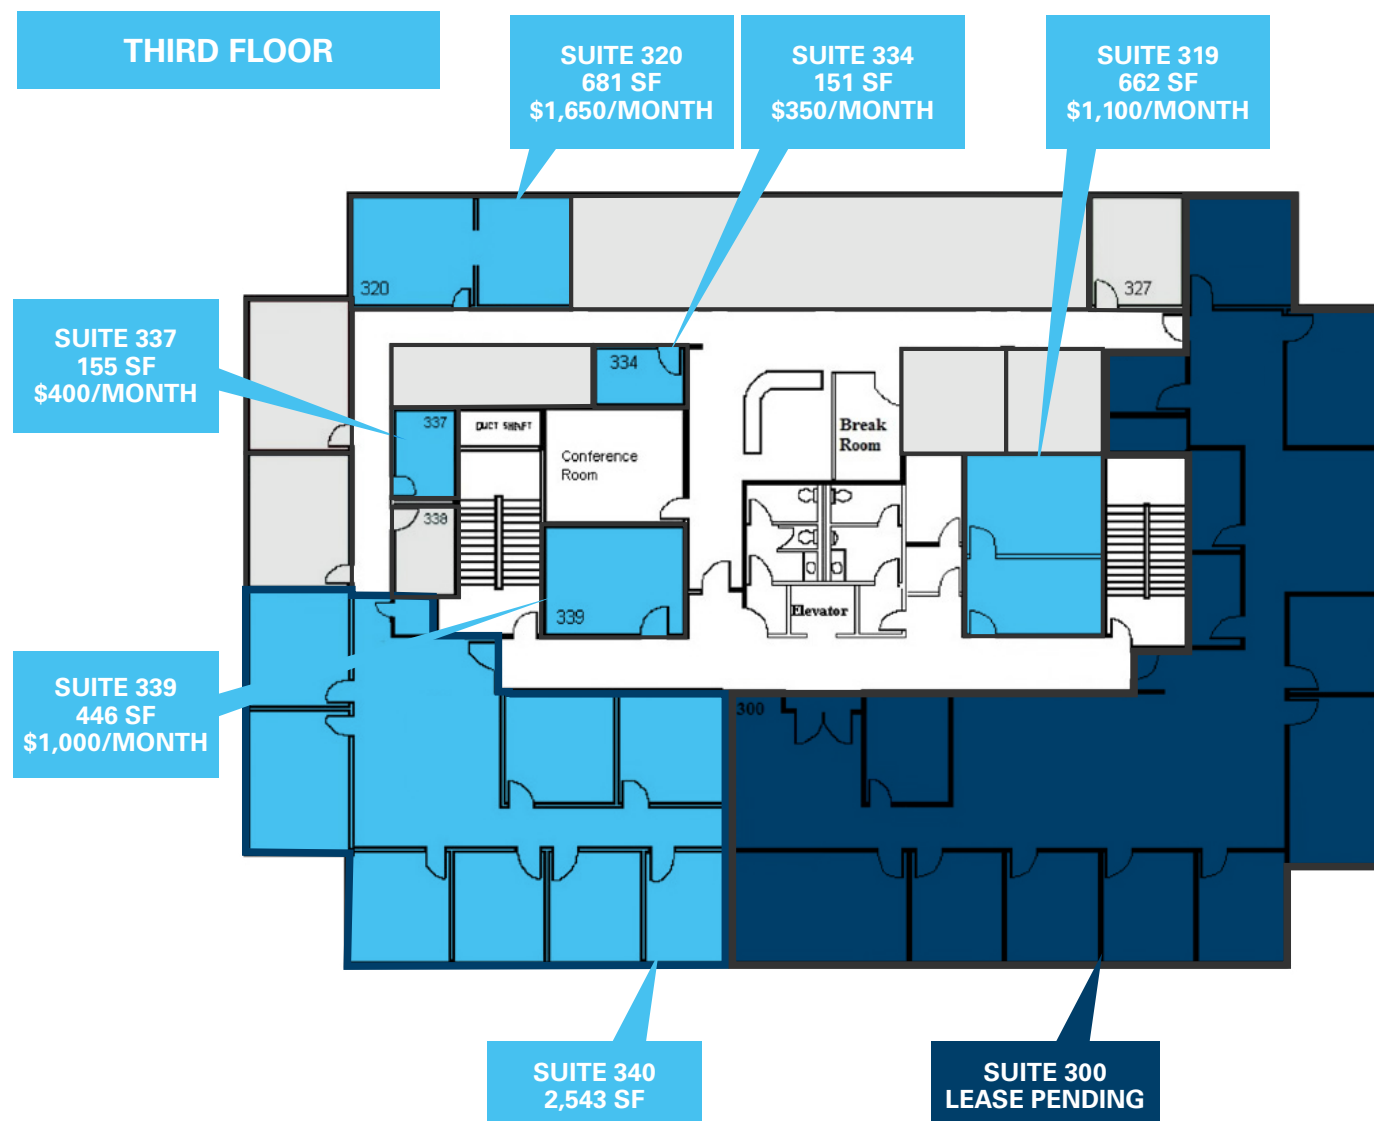 THIRD FLOOR
SUITE 320
681 SF
$1,650/MONTH
SUITE 334
151 SF
$350/MONTH
SUITE 319
662 SF
$1,100/MONTH
320
327
SUITE 337
155 SF
$400/MONTH
334
337
DUCT SHAFT
Break
Room
Conference
Room
338
339
Elevator
SUITE 339
446 SF
$1,000/MONTH
300
SUITE 340
2,543 SF
SUITE 300
LEASE PENDING